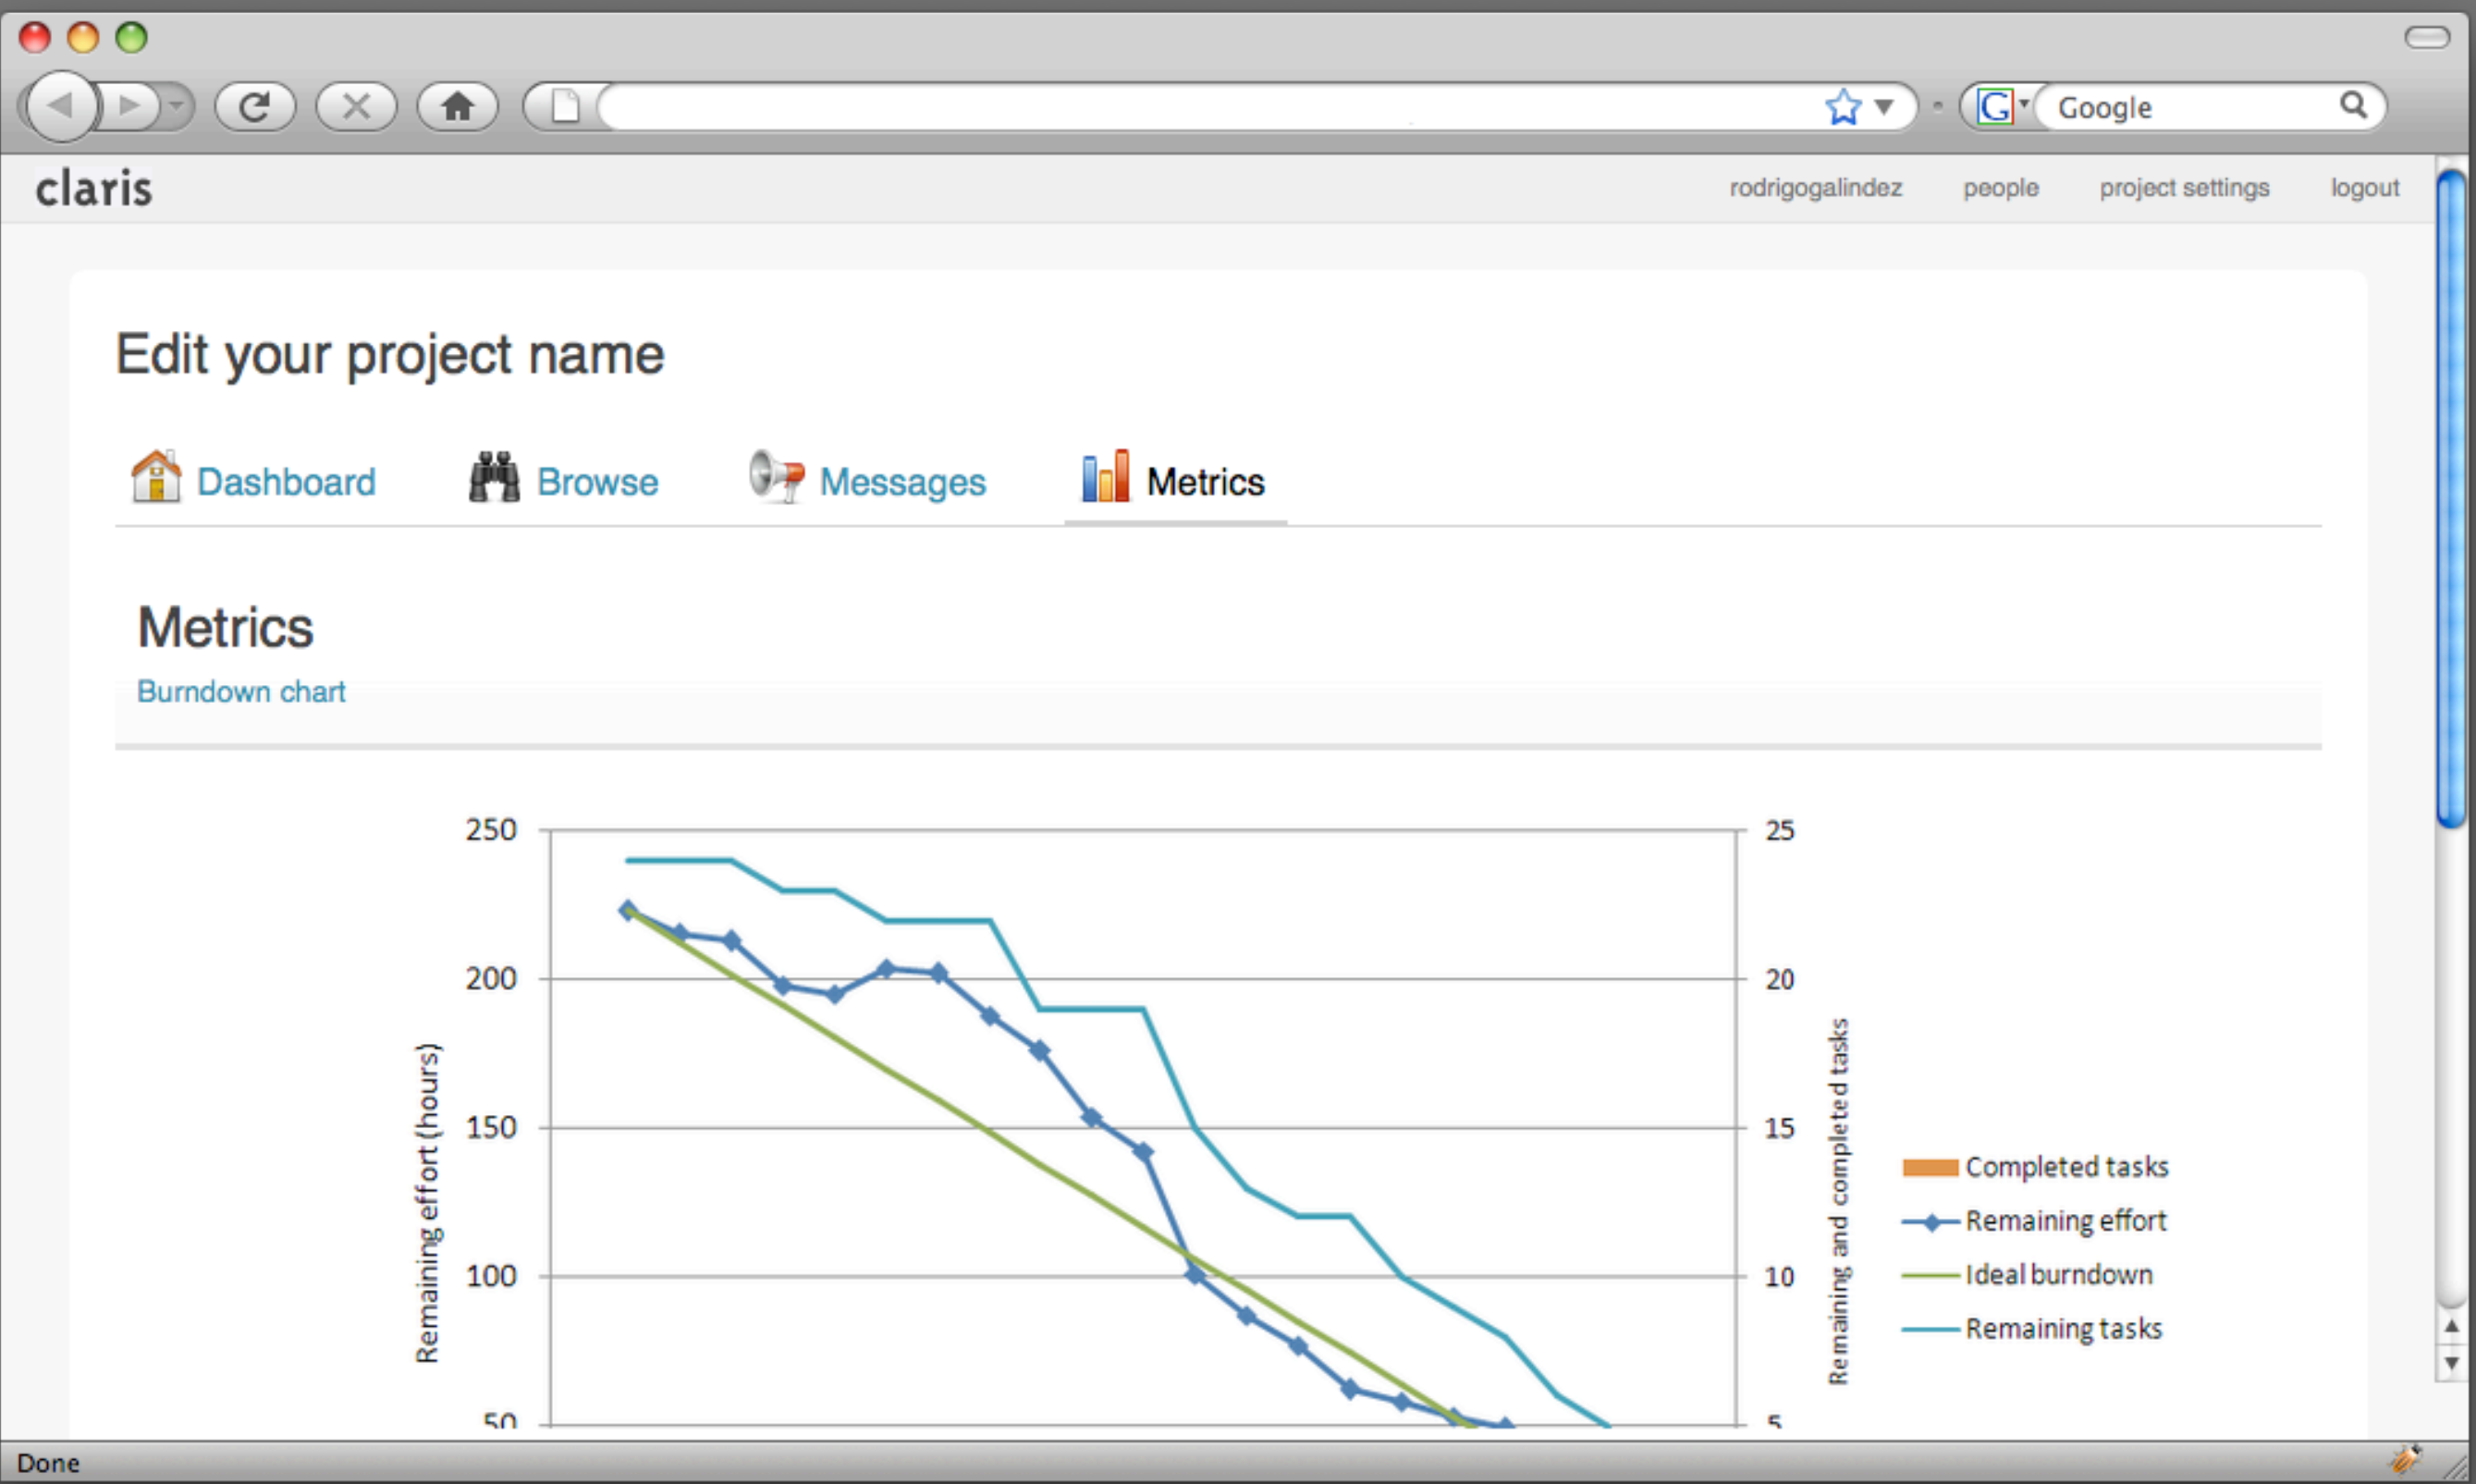 Google
claris
rodrigogalindez people project settings logout
Edit your project name
Dashboard Browse Messages Metrics
Metrics
Burndown chart
250
200
150
100
50
Remaining effort (hours)
25
20
15
10
5
Remaining and completed tasks
Completed tasks
Remaining effort
Ideal burndown
Remaining tasks
Done